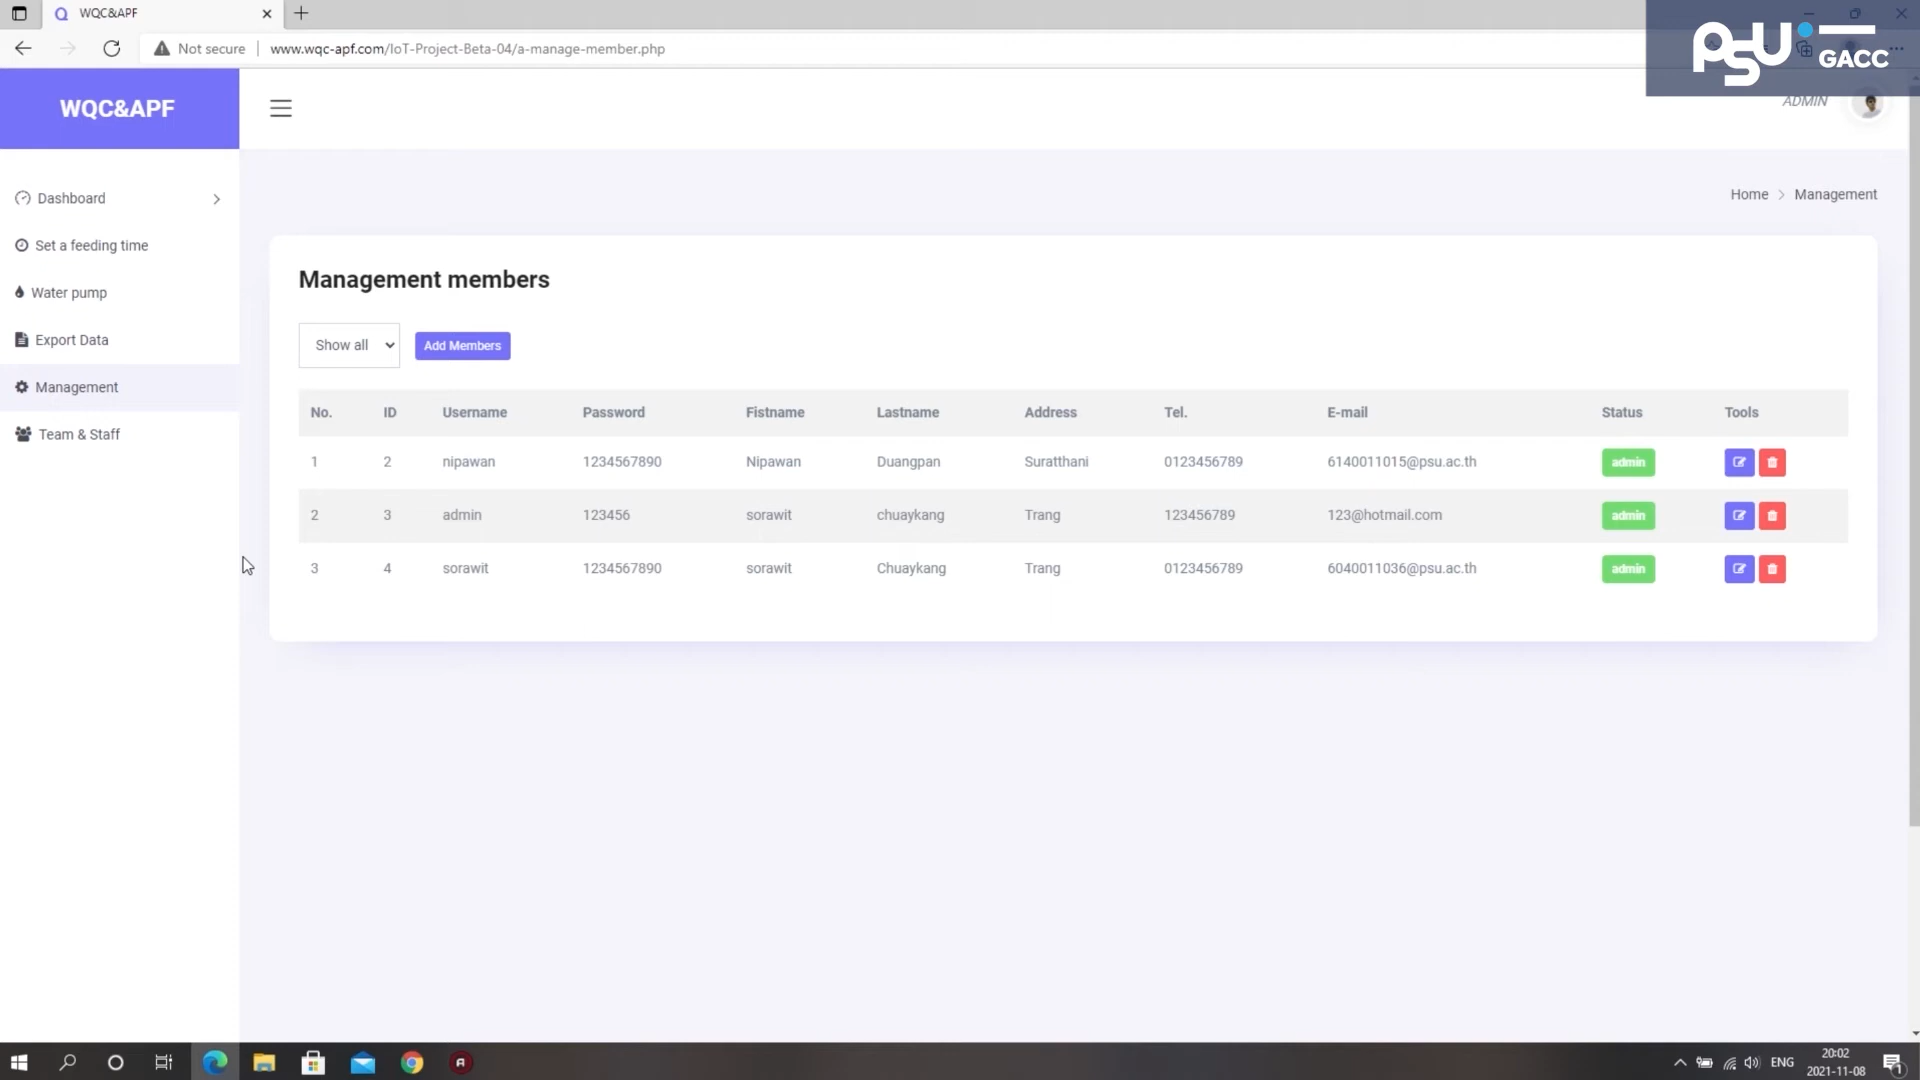 WQC&APF
Not secure www.wqc-apf.com/IoT-Project-Beta-04/a-manage-member.php
PSU GACC
WQC&APF
ADMIN
Dashboard
Set a feeding time
Water pump
Export Data
Management
Team & Staff
Home > Management
Management members
Show all Add Members
No. ID Username Password Fistname Lastname Address Tel. E-mail Status Tools
1 2 nipawan 1234567890 Nipawan Duangpan Suratthani 0123456789 6140011015@psu.ac.th admin
2 3 admin 123456 sorawit chuaykang Trang 123456789 123@hotmail.com admin
3 4 sorawit 1234567890 sorawit Chuaykang Trang 0123456789 6040011036@psu.ac.th admin
ENG
20:02
2021-11-08
1